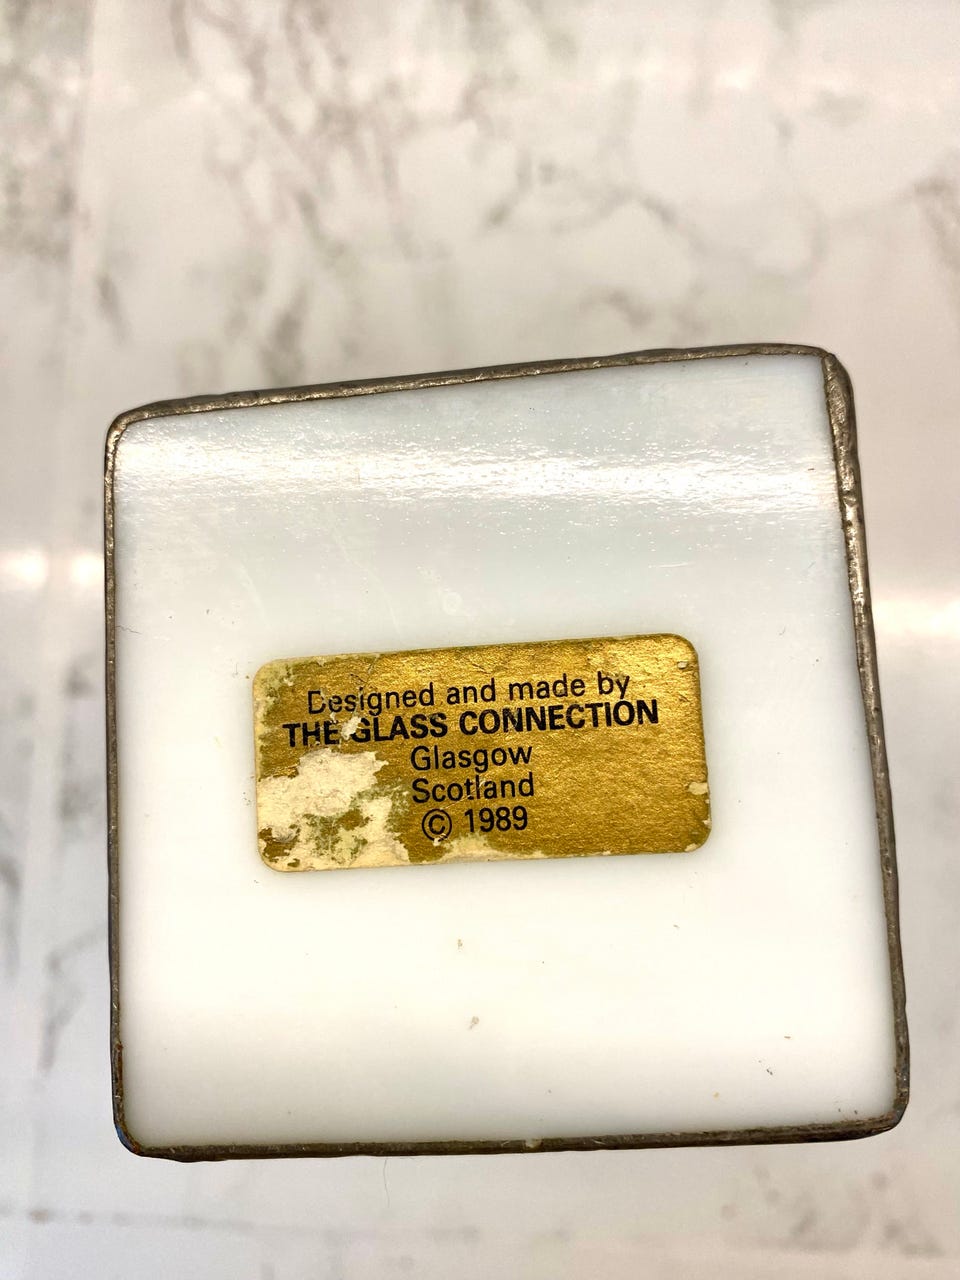 Designed and made by
THE GLASS CONNECTION
Glasgow
Scotland
© 1989